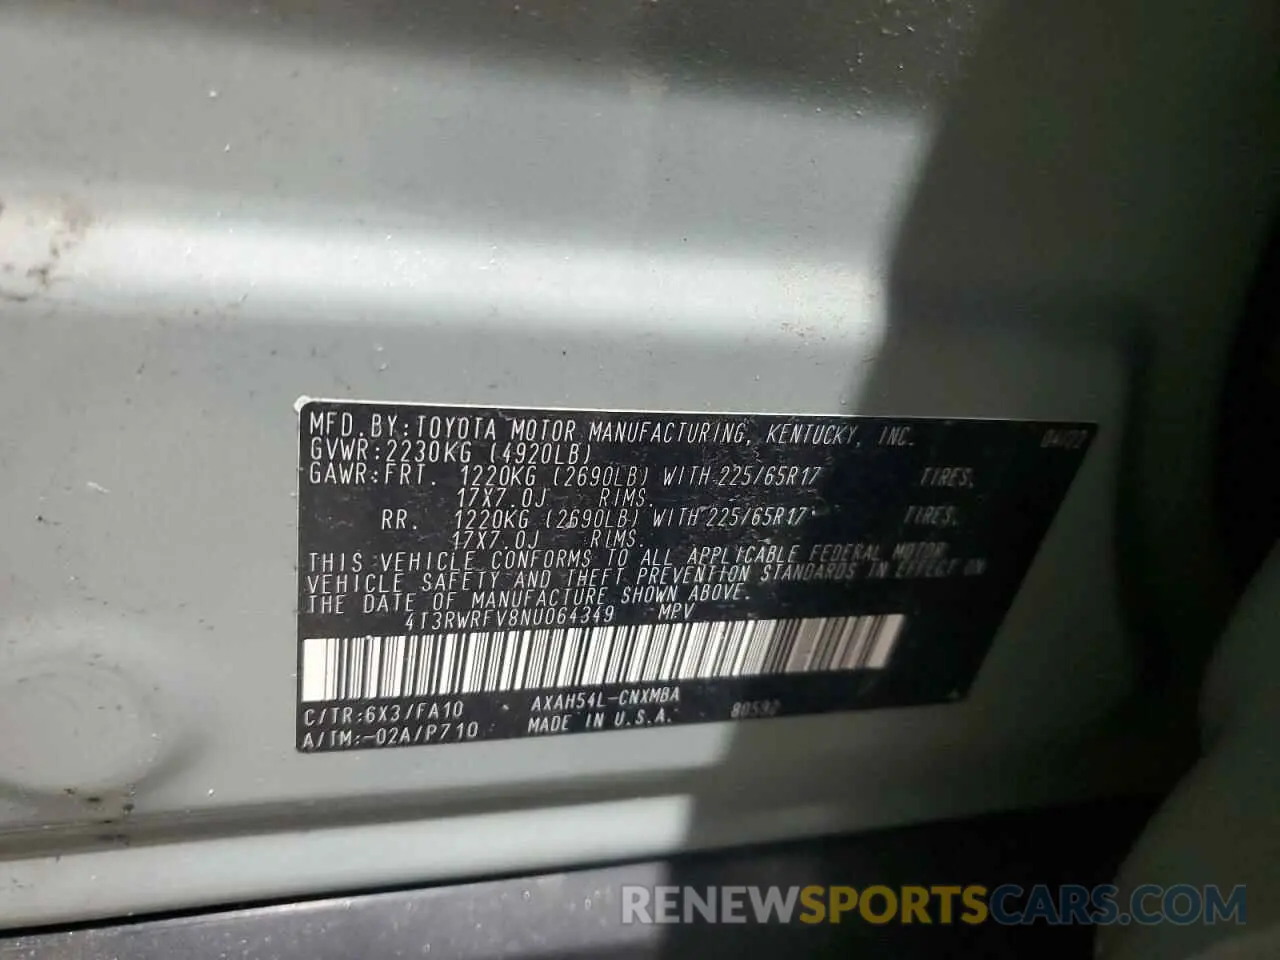 MFD.BY:TOYOTA MOTOR MANUFACTURING, KENTUCKY, INC. 04/22
GVWR:2230KG (4920LB)
GAWR:FRT. 1220KG (2690LB) WITH 225/65R17 TIRES,
17X7.0J RIMS.
RR. 1220KG (2690LB) WITH 225/65R17 TIRES,
17X7.0J RIMS.
THIS VEHICLE CONFORMS TO ALL APPLICABLE FEDERAL MOTOR
VEHICLE SAFETY AND THEFT PREVENTION STANDARDS IN EFFECT ON
THE DATE OF MANUFACTURE SHOWN ABOVE.
4T3RWRFV8NU064349 MPV
C/TR:6X3/FA10 AXAH54L-CNXMBA
A/TM:-02A/P710 MADE IN U.S.A. 80592
RENEWSPORTSCARS.COM